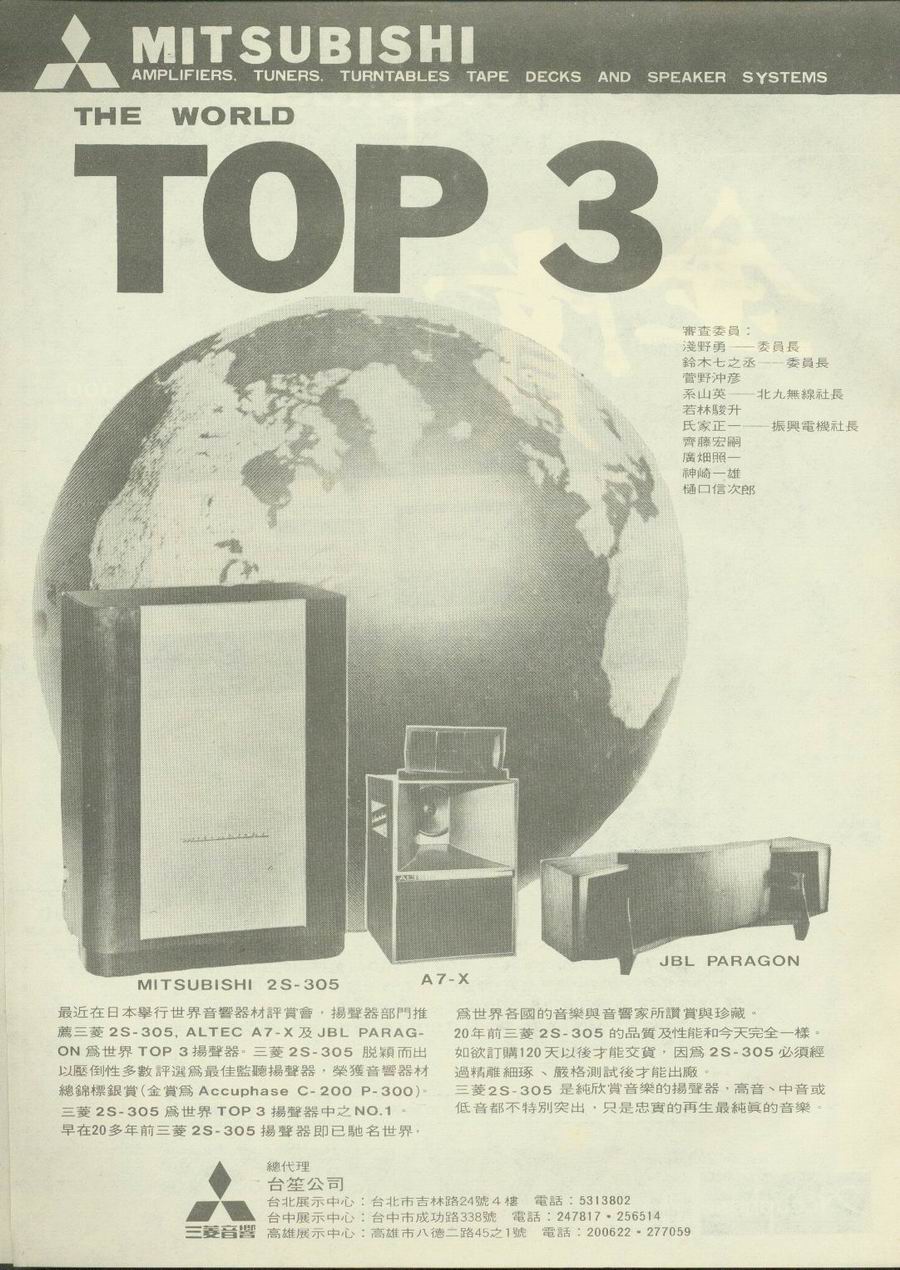 MITSUBISHI
AMPLIFIERS. TUNERS. TURNTABLES TAPE DECKS AND SPEAKER SYSTEMS
THE WORLD
TOP 3
審查委員：
淺野勇——委員長
鈴木七之丞——委員長
菅野沖彦
系山英——北九無線社長
若林駿升
氏家正一——振興電機社長
齊藤宏嗣
廣畑照一
神崎一雄
樋口信次郎
MITSUBISHI 2S-305
A7-X
JBL PARAGON
最近在日本舉行世界音響器材評賞會，揚聲器部門推
薦三菱 2S-305, ALTEC A7-X 及 JBL PARAG-
ON 爲世界 TOP 3 揚聲器。三菱 2S-305 脱穎而出
以壓倒性多數評選爲最佳監聽揚聲器，榮獲音響器材
總錦標銀賞(金賞爲 Accuphase C-200 P-300)。
三菱 2S-305 爲世界 TOP 3 揚聲器中之 NO.1 。
早在20多年前三菱 2S-305 揚聲器即已馳名世界，
爲世界各國的音樂與音響家所讚賞與珍藏。
20年前三菱 2S-305 的品質及性能和今天完全一樣。
如欲訂購120天以後才能交貨，因爲 2S-305 必須經
過精雕細琢、嚴格測試後才能出廠。
三菱2S-305 是純欣賞音樂的揚聲器，高音、中音或
低音都不特別突出，只是忠實的再生最純眞的音樂。
三菱音響
總代理
台笙公司
台北展示中心：台北市吉林路24號4樓 電話：5313802
台中展示中心：台中市成功路338號 電話：247817・256514
高雄展示中心：高雄市八德二路45之1號 電話：200622・277059